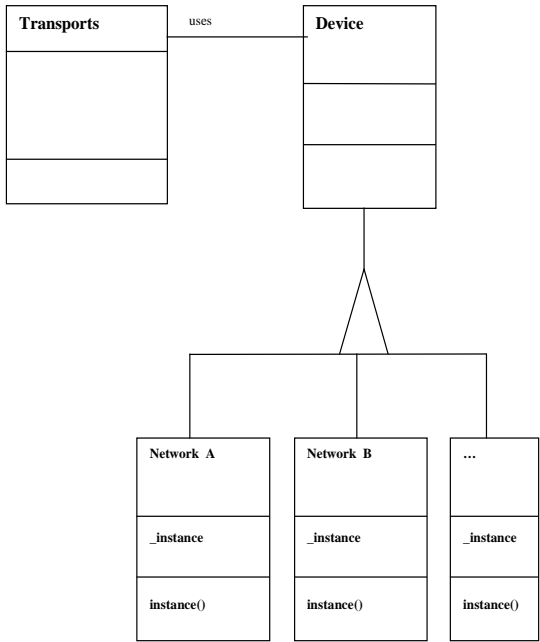 Transports
uses
Device
Network A
Network B
...
_instance
_instance
_instance
instance()
instance()
instance()